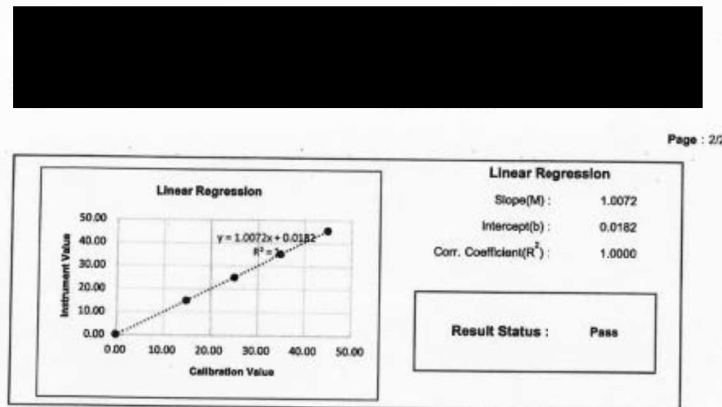 Page : 2/2
Linear Regression
50.00
40.00
30.00
20.00
10.00
0.00
Instrument Value
y = 1.0072x + 0.0182
R² = 1
0.00 10.00 20.00 30.00 40.00 50.00
Calibration Value
Linear Regression
Slope(M) : 1.0072
Intercept(b) : 0.0182
Corr. Coefficient(R²) : 1.0000
Result Status : Pass